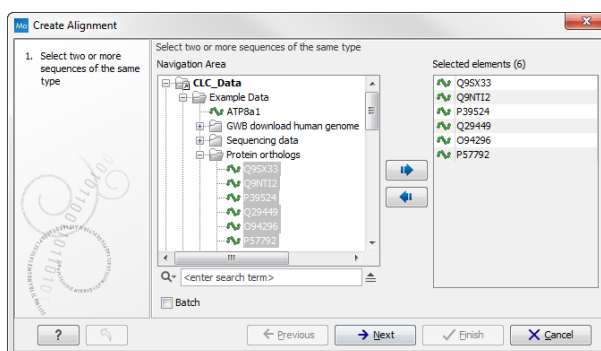 Create Alignment
1. Select two or more
sequences of the same
type
Select two or more sequences of the same type
Navigation Area
CLC_Data
Example Data
ATP8a1
GWB download human genome
Sequencing data
Protein orthologs
Q9SX33
Q9NTI2
P39524
Q29449
O94296
P57792
<enter search term>
Batch
Selected elements (6)
Q9SX33
Q9NTI2
P39524
Q29449
O94296
P57792
?
Previous
Next
Finish
Cancel